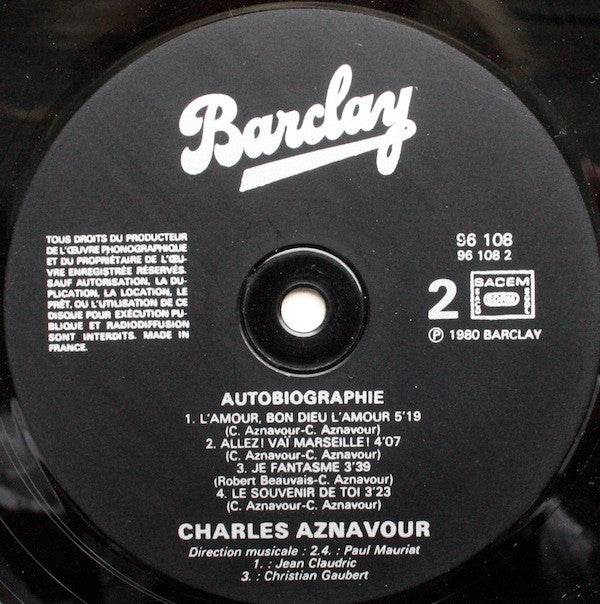 Barclay
TOUS DROITS DU PRODUCTEUR
DE L'ŒUVRE PHONOGRAPHIQUE
ET DU PROPRIÉTAIRE DE L'ŒU-
VRE ENREGISTRÉE RÉSERVÉS.
SAUF AUTORISATION, LA DU-
PLICATION, LA LOCATION, LE
PRÊT, OU L'UTILISATION DE CE
DISQUE POUR EXÉCUTION PU-
BLIQUE ET RADIODIFFUSION
SONT INTERDITS. MADE IN
FRANCE.
96 108
96 108 2
2
SACEM
SACD
SDRM
SGDL
Ⓟ 1980 BARCLAY
AUTOBIOGRAPHIE
1. L'AMOUR, BON DIEU L'AMOUR 5'19
(C. Aznavour-C. Aznavour)
2. ALLEZ! VAÏ MARSEILLE! 4'07
(C. Aznavour-C. Aznavour)
3. JE FANTASME 3'39
(Robert Beauvais-C. Aznavour)
4. LE SOUVENIR DE TOI 3'23
(C. Aznavour-C. Aznavour)
CHARLES AZNAVOUR
Direction musicale : 2.4. : Paul Mauriat
1. : Jean Claudric
3. : Christian Gaubert